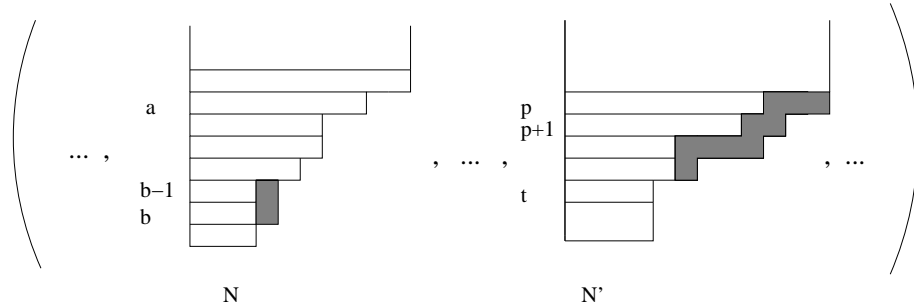 a
p
p+1
... , , ... , , ...
b−1
t
b
N N’